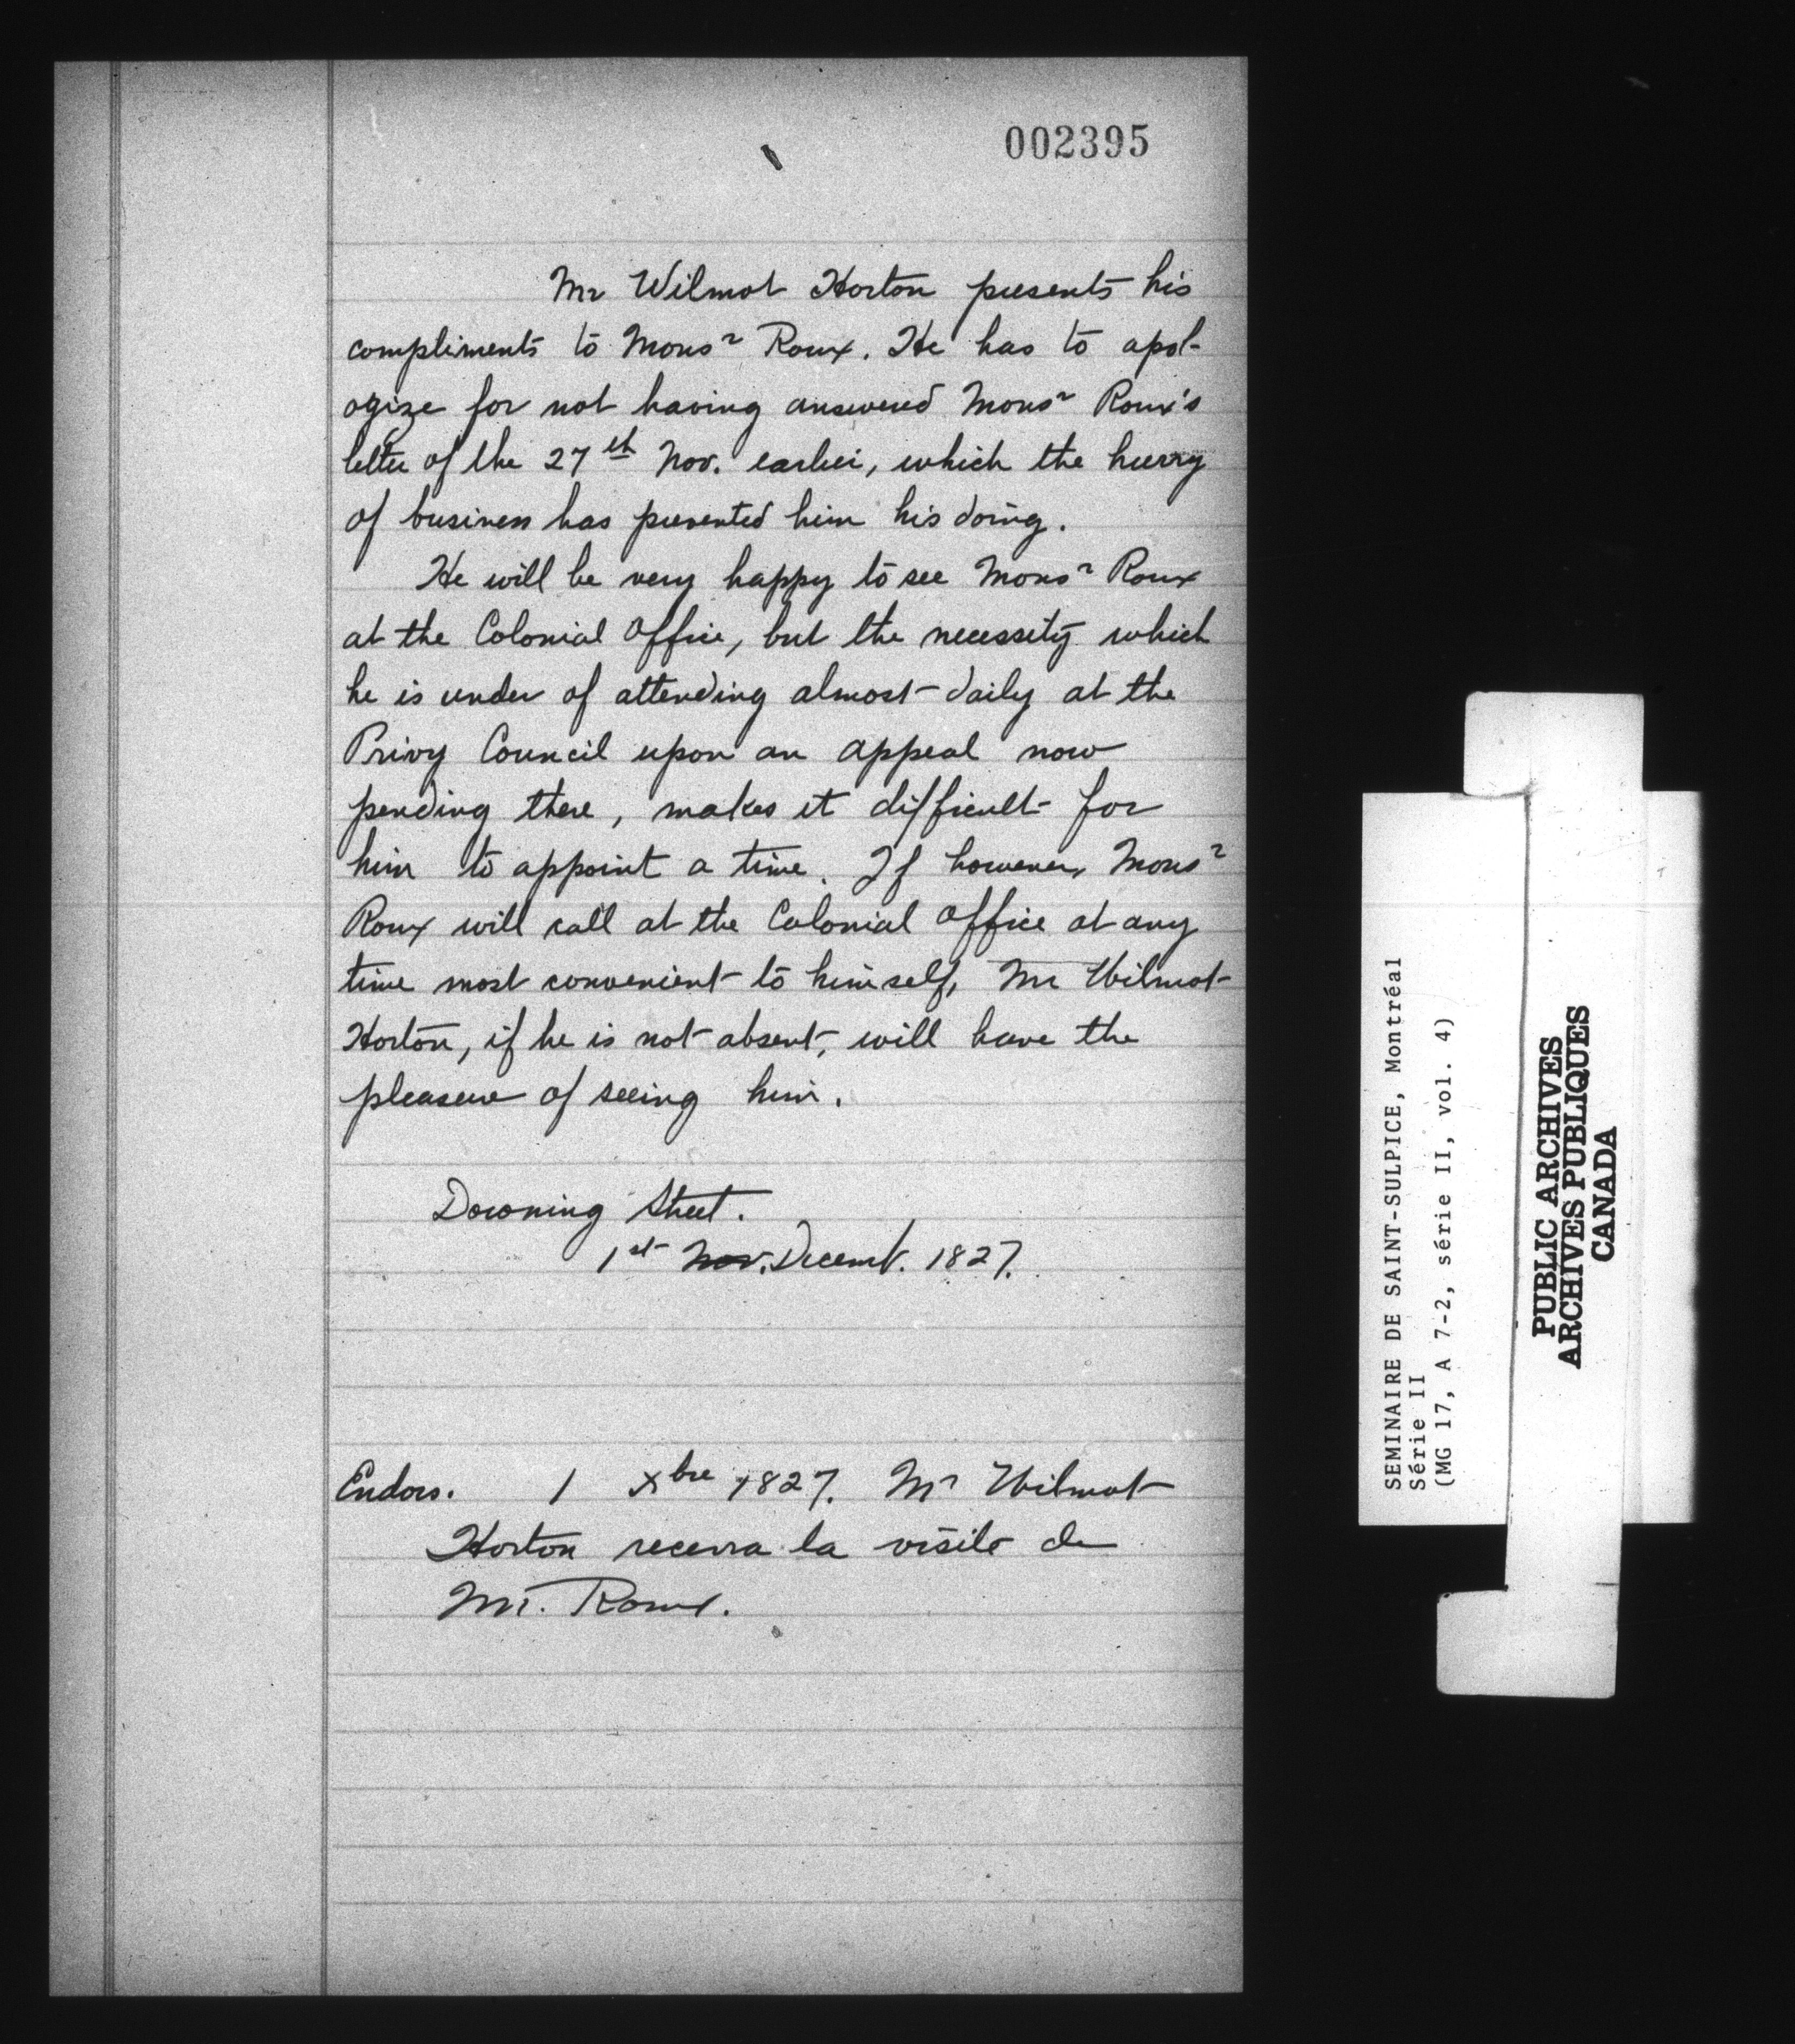 002395
Mr Wilmot Horton presents his
compliments to Monsr Roux. He has to apol-
ogize for not having answered Monsr Roux's
letter of the 27th Nov. earlier, which the hurry
of business has prevented him his doing.
He will be very happy to see Monsr Roux
at the Colonial Office, but the necessity which
he is under of attending almost daily at the
Privy Council upon an appeal now
pending there, makes it difficult for
him to appoint a time. If however, Monsr
Roux will call at the Colonial Office at any
time most convenient to himself, Mr Wilmot
Horton, if he is not absent, will have the
pleasure of seeing him.
Downing Street.
1st Nov. Decemb. 1827.
Endors. 1 Xbre 1827. Mr Wilmot
Horton recevra la visite de
Mr. Roux.
SEMINAIRE DE SAINT-SULPICE, Montréal
Série II
(MG 17, A 7-2, série II, vol. 4)
PUBLIC ARCHIVES
ARCHIVES PUBLIQUES
CANADA